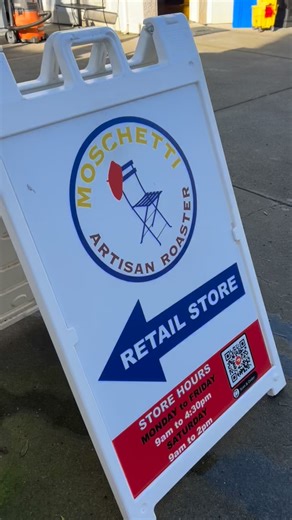 MOSCHETTI
ARTISAN ROASTER
RETAIL STORE
STORE HOURS
MONDAY to FRIDAY
9am to 4:30pm
SATURDAY
9am to 2pm